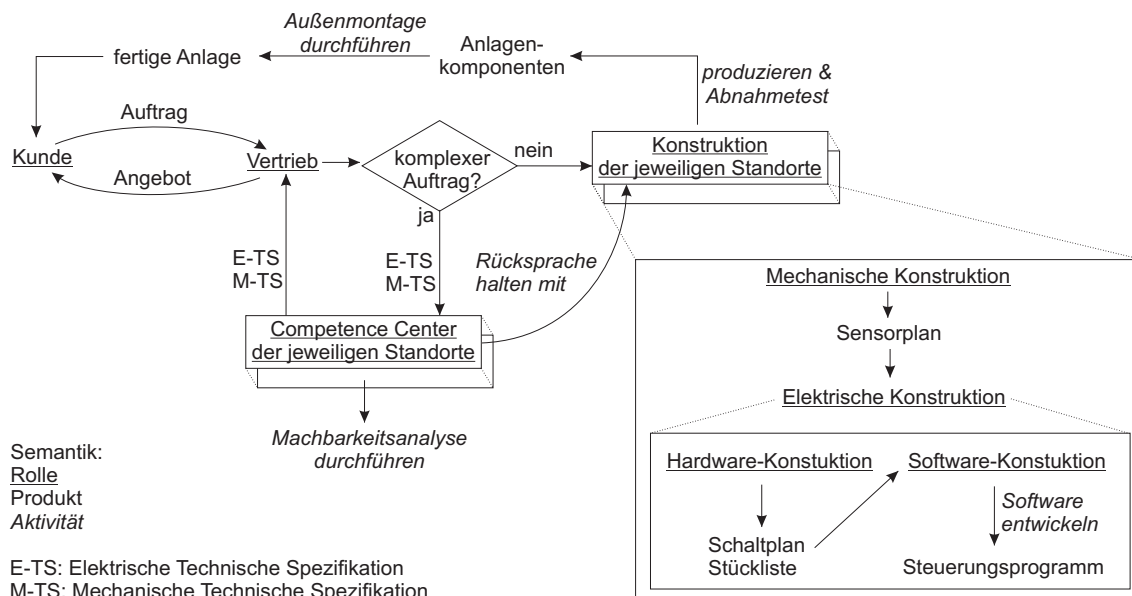 Außenmontage
durchführen
fertige Anlage
Anlagen-
komponenten
produzieren &
Abnahmetest
Auftrag
Kunde
Vertrieb
Angebot
komplexer
Auftrag?
nein
ja
Konstruktion
der jeweiligen Standorte
E-TS
M-TS
E-TS
M-TS
Rücksprache
halten mit
Competence Center
der jeweiligen Standorte
Machbarkeitsanalyse
durchführen
Mechanische Konstruktion
Sensorplan
Elektrische Konstruktion
Hardware-Konstuktion
Software-Konstuktion
Software
entwickeln
Schaltplan
Stückliste
Steuerungsprogramm
Semantik:
Rolle
Produkt
Aktivität
E-TS: Elektrische Technische Spezifikation
M-TS: Mechanische Technische Spezifikation